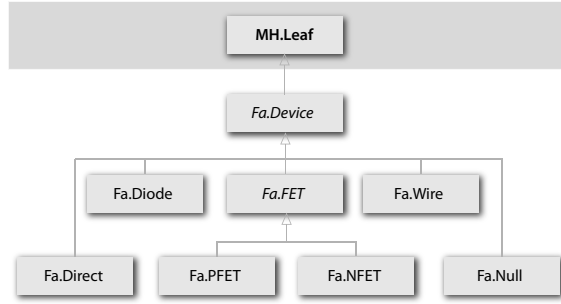 MH.Leaf
Fa.Device
Fa.Diode
Fa.FET
Fa.Wire
Fa.Direct
Fa.PFET
Fa.NFET
Fa.Null